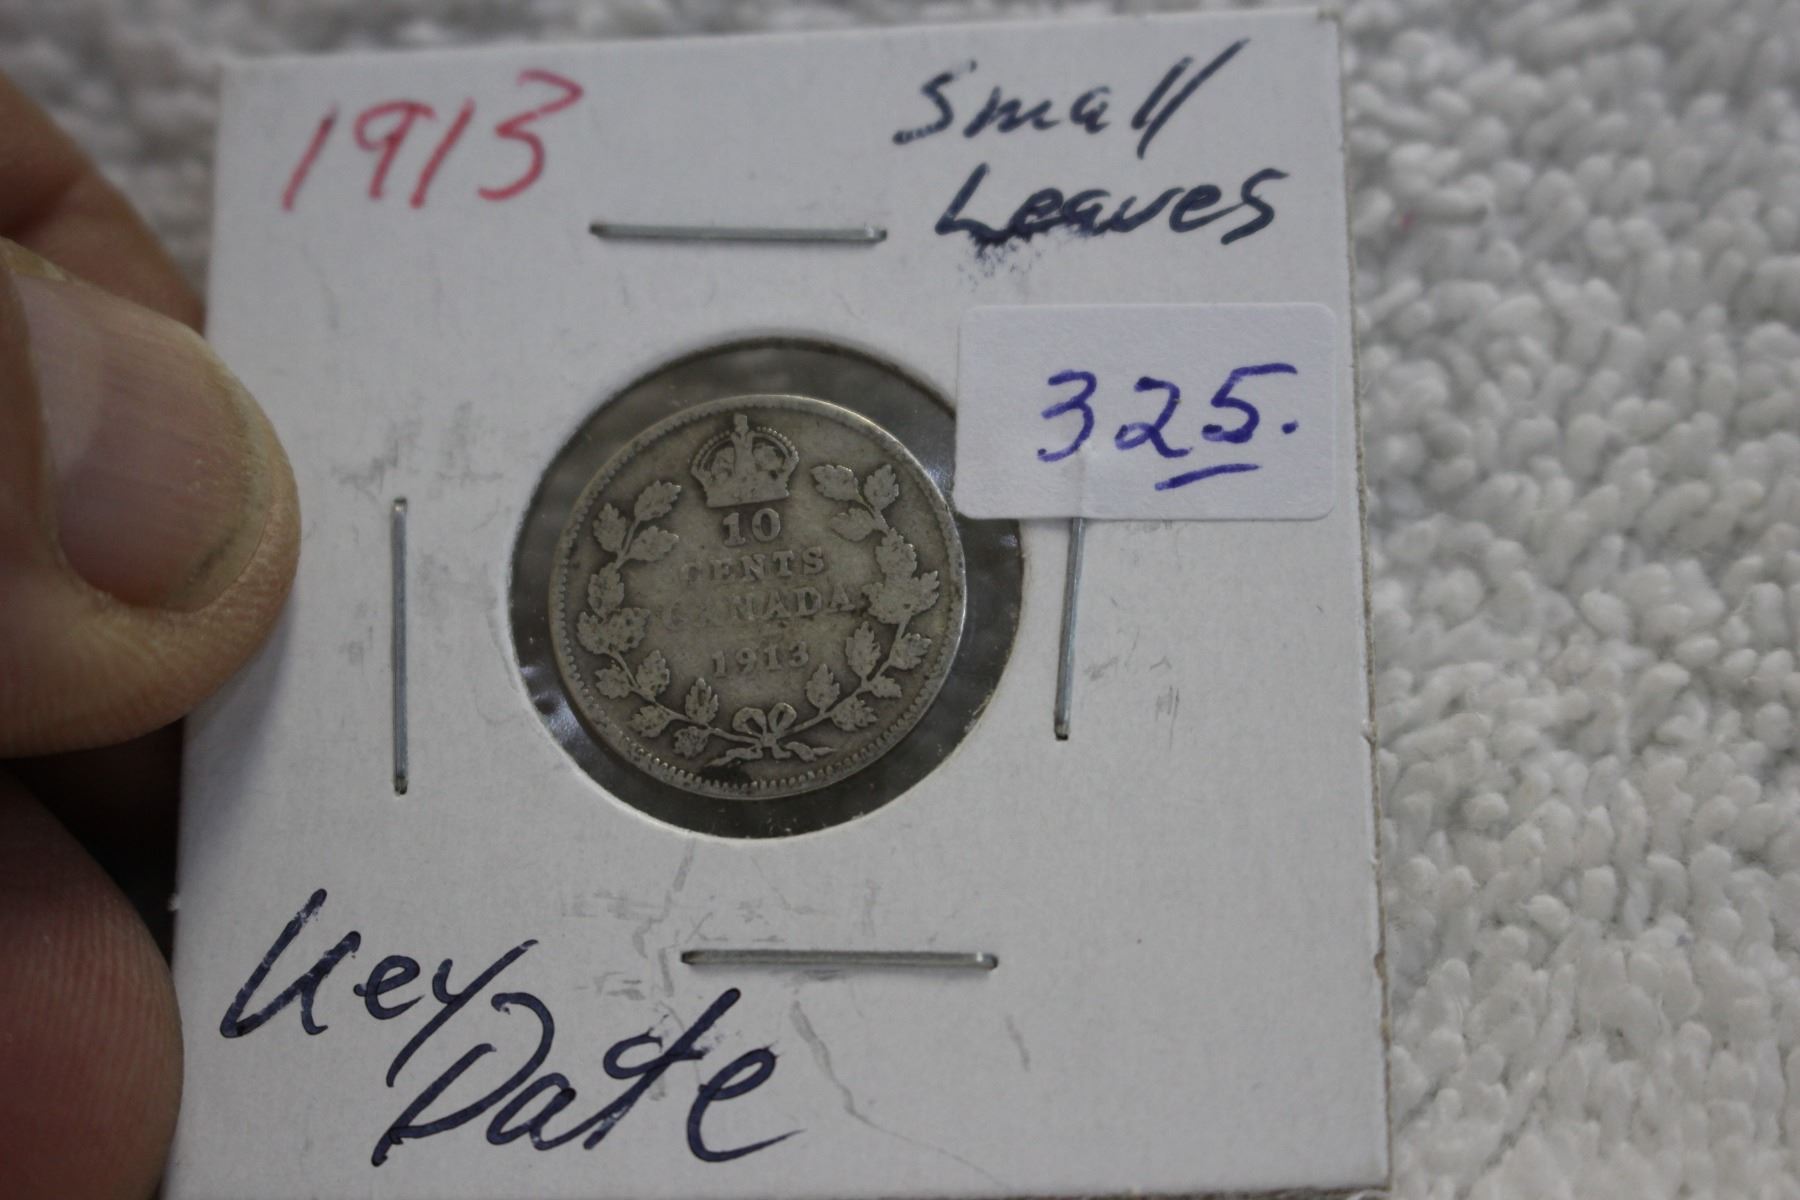 1913
Small
Leaves
325.
10
CENTS
CANADA
1913
Key
Date